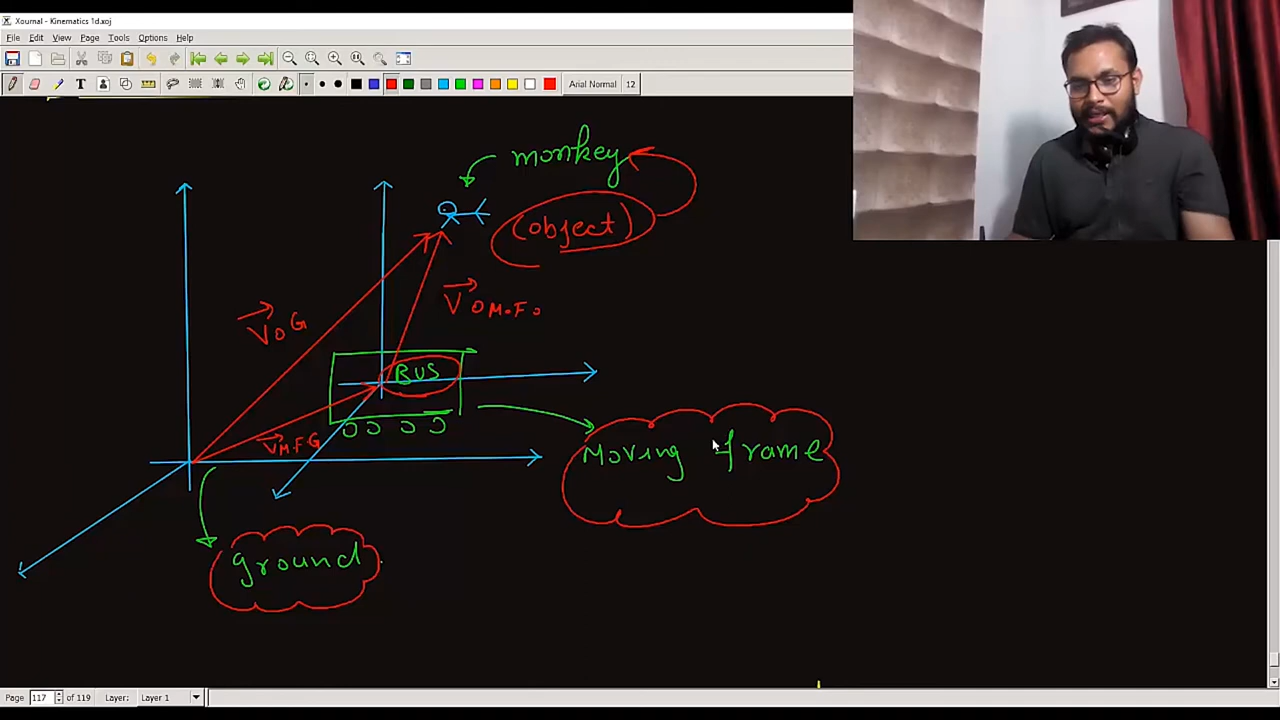 Xournal - Kinematics 1d.xoj
File Edit View Page Tools Options Help
T Arial Normal 12
monkey
(object)
V OG
V OM.F.
BUS
V M.FG
Moving frame
ground
Page 117 of 119 Layer: Layer 1